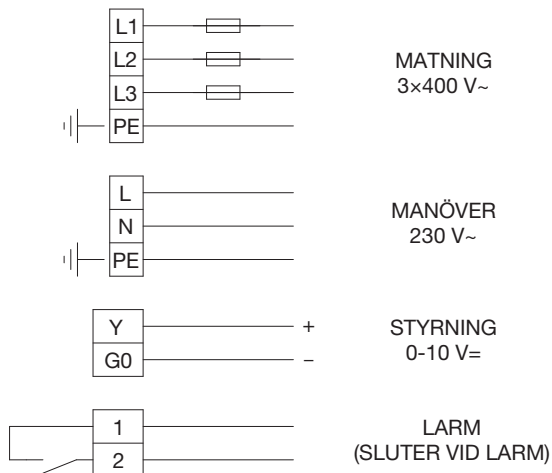 L1
L2
L3
PE
MATNING
3×400 V~
L
N
PE
MANÖVER
230 V~
Y
G0
+
−
STYRNING
0-10 V=
1
2
LARM
(SLUTER VID LARM)